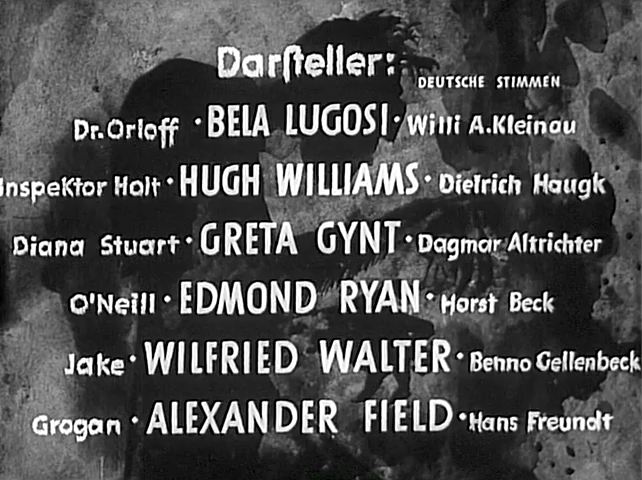 Darſteller:
DEUTSCHE STIMMEN
Dr. Orloff · BELA LUGOSI · Willi A. Kleinau
Inspektor Holt · HUGH WILLIAMS · Dietrich Haugk
Diana Stuart · GRETA GYNT · Dagmar Altrichter
O'Neill · EDMOND RYAN · Horst Beck
Jake · WILFRIED WALTER · Benno Gellenbeck
Grogan · ALEXANDER FIELD · Hans Freundt